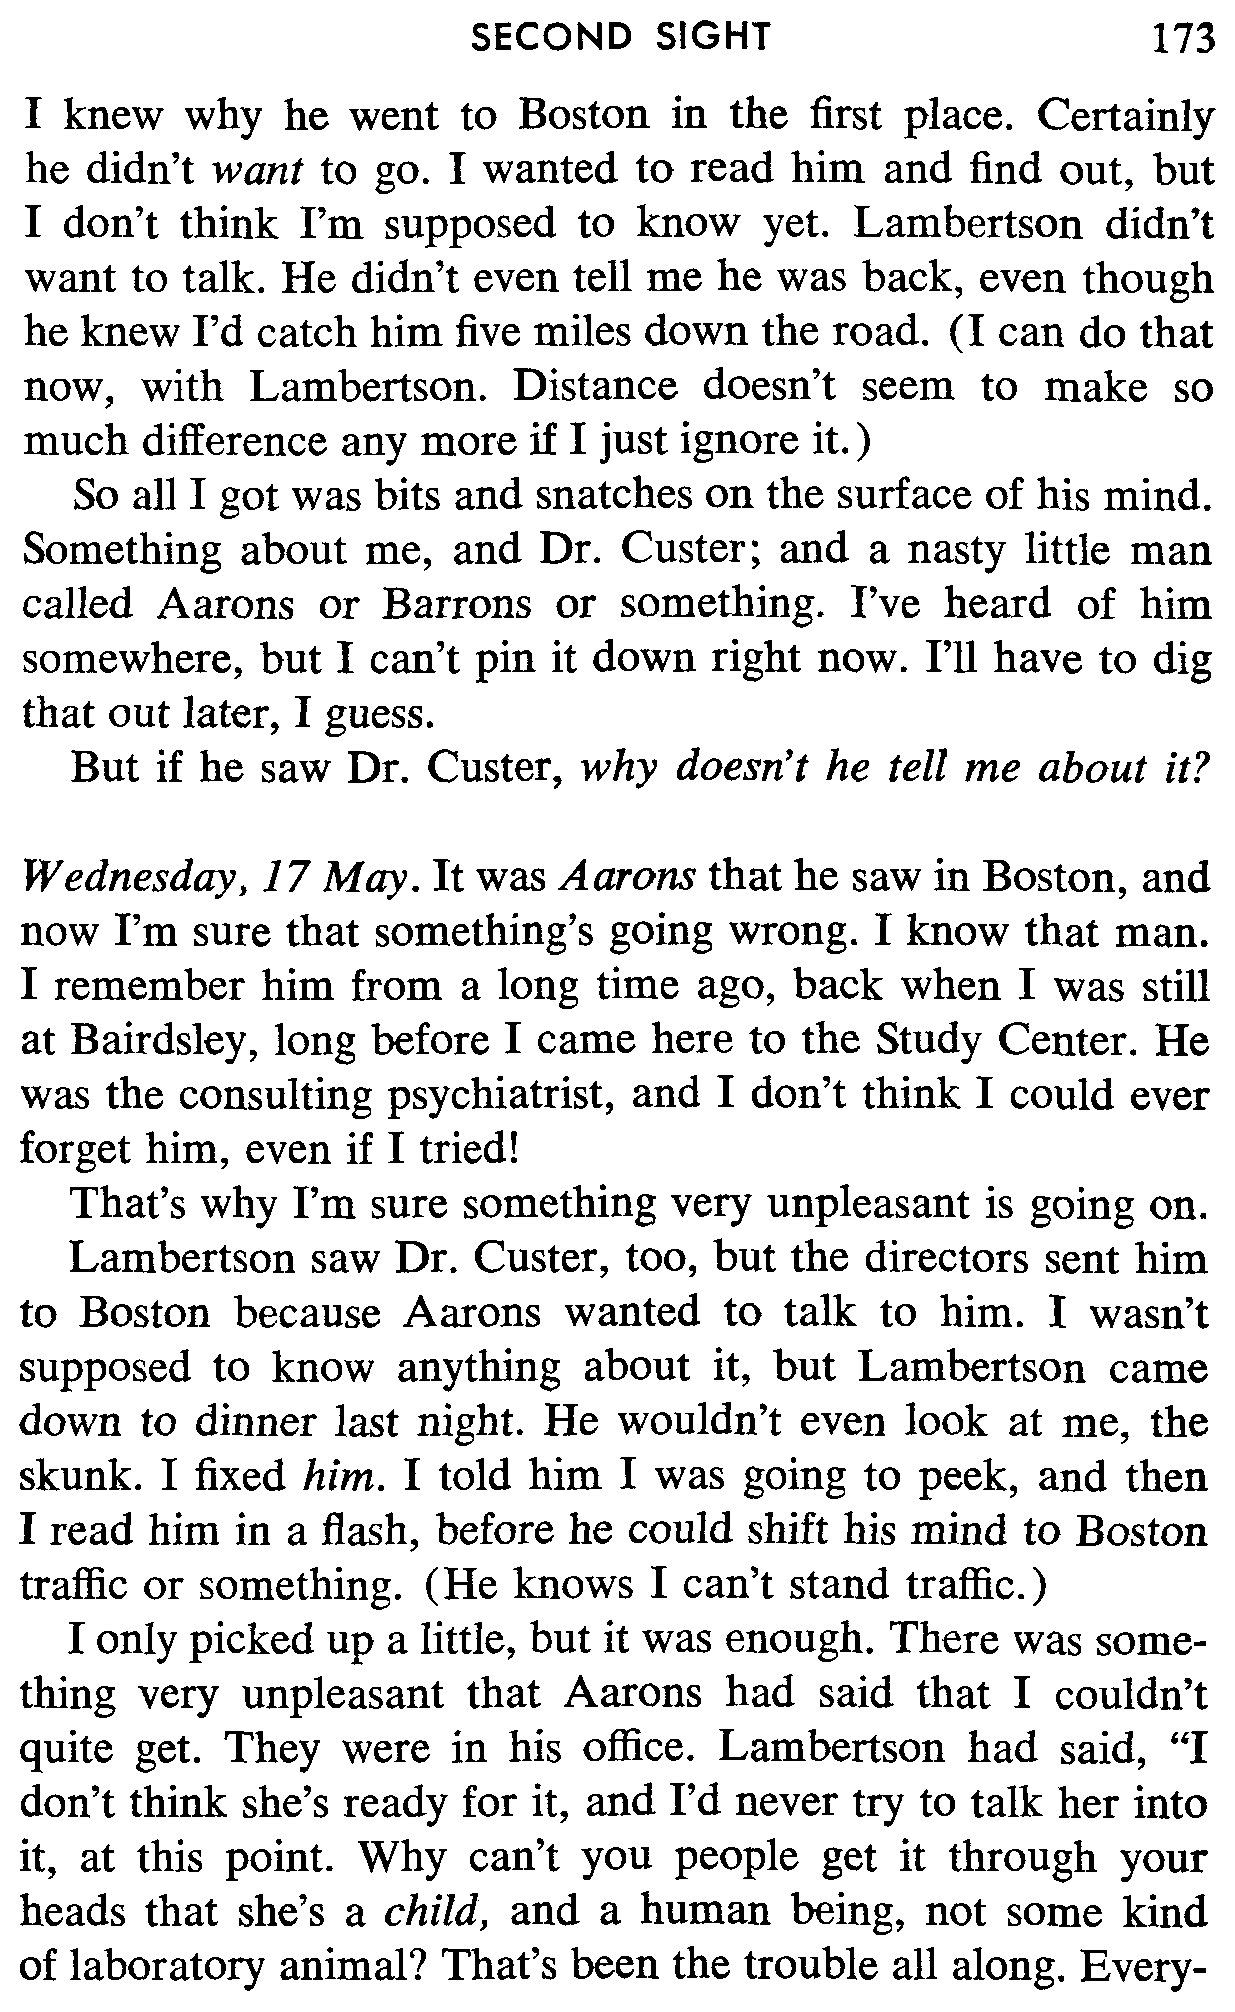 SECOND SIGHT 173
I knew why he went to Boston in the first place. Certainly
he didn't want to go. I wanted to read him and find out, but
I don't think I'm supposed to know yet. Lambertson didn't
want to talk. He didn't even tell me he was back, even though
he knew I'd catch him five miles down the road. (I can do that
now, with Lambertson. Distance doesn't seem to make so
much difference any more if I just ignore it.)
So all I got was bits and snatches on the surface of his mind.
Something about me, and Dr. Custer; and a nasty little man
called Aarons or Barrons or something. I've heard of him
somewhere, but I can't pin it down right now. I'll have to dig
that out later, I guess.
But if he saw Dr. Custer, why doesn't he tell me about it?
Wednesday, 17 May. It was Aarons that he saw in Boston, and
now I'm sure that something's going wrong. I know that man.
I remember him from a long time ago, back when I was still
at Bairdsley, long before I came here to the Study Center. He
was the consulting psychiatrist, and I don't think I could ever
forget him, even if I tried!
That's why I'm sure something very unpleasant is going on.
Lambertson saw Dr. Custer, too, but the directors sent him
to Boston because Aarons wanted to talk to him. I wasn't
supposed to know anything about it, but Lambertson came
down to dinner last night. He wouldn't even look at me, the
skunk. I fixed him. I told him I was going to peek, and then
I read him in a flash, before he could shift his mind to Boston
traffic or something. (He knows I can't stand traffic.)
I only picked up a little, but it was enough. There was some-
thing very unpleasant that Aarons had said that I couldn't
quite get. They were in his office. Lambertson had said, “I
don't think she's ready for it, and I'd never try to talk her into
it, at this point. Why can't you people get it through your
heads that she's a child, and a human being, not some kind
of laboratory animal? That's been the trouble all along. Every-